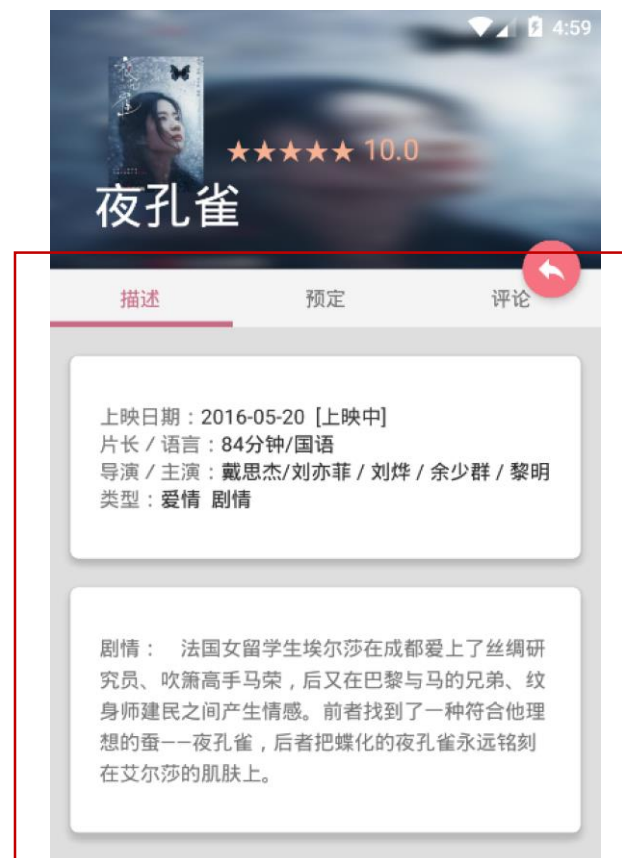 4:59
夜孔雀
★★★★★ 10.0
夜孔雀
描述 预定 评论
上映日期：2016-05-20 [上映中]
片长 / 语言：84分钟/国语
导演 / 主演：戴思杰/刘亦菲 / 刘烨 / 余少群 / 黎明
类型：爱情 剧情
剧情： 法国女留学生埃尔莎在成都爱上了丝绸研
究员、吹箫高手马荣，后又在巴黎与马的兄弟、纹
身师建民之间产生情感。前者找到了一种符合他理
想的蚕——夜孔雀，后者把蝶化的夜孔雀永远铭刻
在艾尔莎的肌肤上。